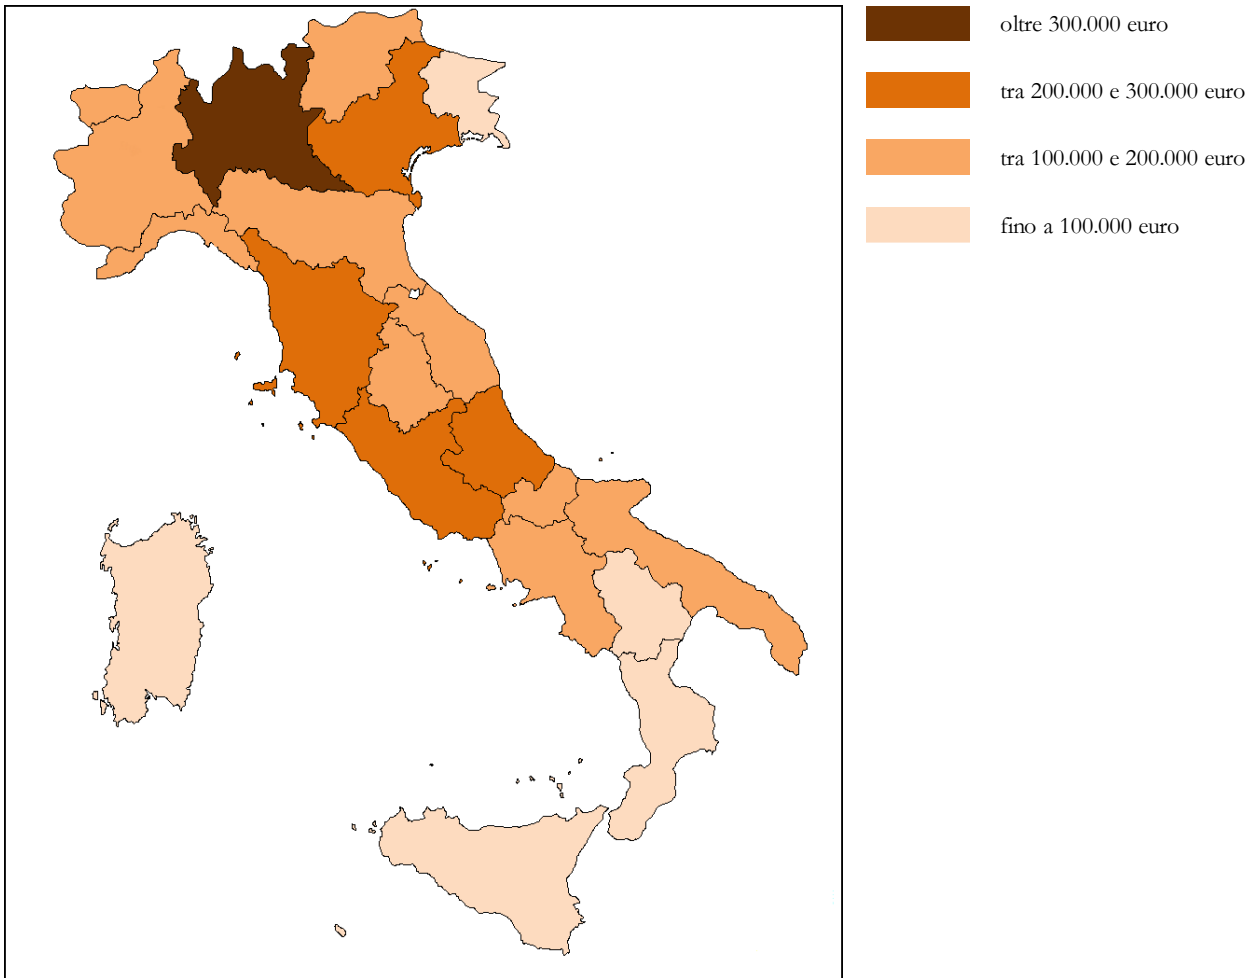 oltre 300.000 euro
tra 200.000 e 300.000 euro
tra 100.000 e 200.000 euro
fino a 100.000 euro